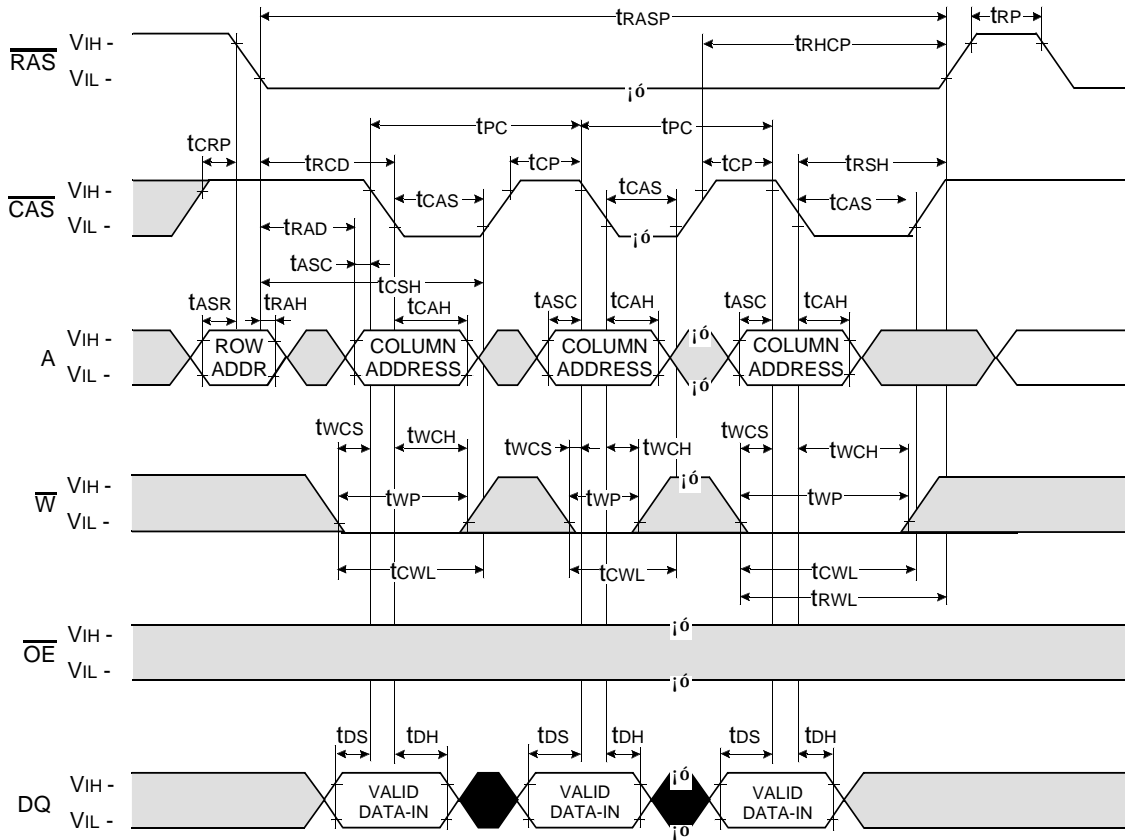 tRASP
tRP
tRHCP
RAS
VIH -
VIL -
¡ó
tPC
tPC
tCRP
tRCD
tCP
tCP
tRSH
CAS
VIH -
VIL -
tCAS
tCAS
tCAS
¡ó
tRAD
tASC
tCSH
tASR
tRAH
tCAH
tASC
tCAH
tASC
tCAH
A
VIH -
VIL -
ROW
ADDR
COLUMN
ADDRESS
COLUMN
ADDRESS
¡ó
¡ó
COLUMN
ADDRESS
tWCS
tWCH
tWCS
tWCH
tWCS
tWCH
W
VIH -
VIL -
¡ó
tWP
tWP
tWP
tCWL
tCWL
tCWL
tRWL
OE
VIH -
VIL -
¡ó
¡ó
tDS
tDH
tDS
tDH
tDS
tDH
DQ
VIH -
VIL -
VALID
DATA-IN
VALID
DATA-IN
¡ó
¡ó
VALID
DATA-IN